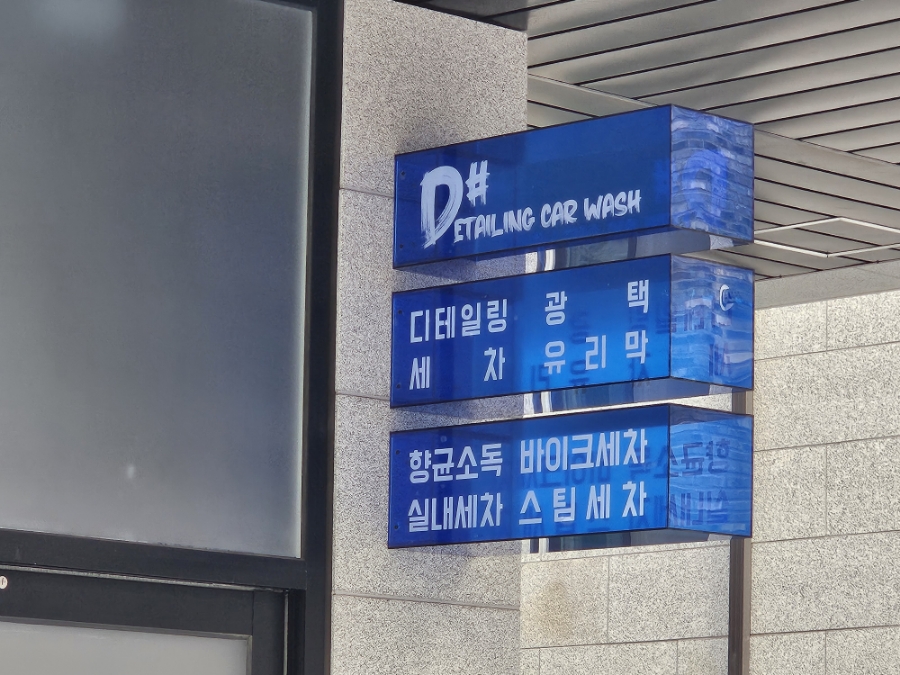 D#
ETAILING CAR WASH
디테일링 광 택
세 차 유리막
향균소독 바이크세차
실내세차 스팀세차